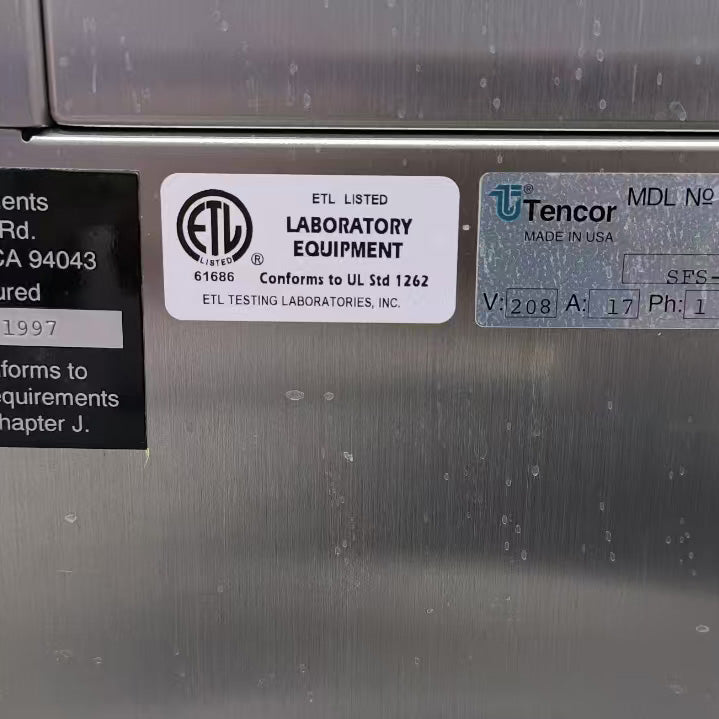 ents
Rd.
CA 94043
ured
1997
forms to
equirements
hapter J.
ETL LISTED
LABORATORY
EQUIPMENT
ETL
LISTED
®
61686
Conforms to UL Std 1262
ETL TESTING LABORATORIES, INC.
® Tencor
MADE IN USA
MDL Nº
SFS-
V: 208 A: 17 Ph: 1